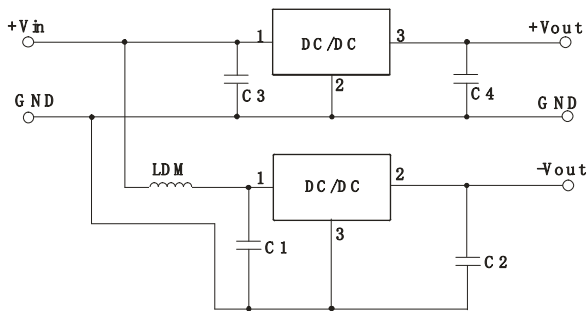 +Vin
1
DC/DC
3
+Vout
C3
2
C4
GND
GND
LDM
1
DC/DC
2
-Vout
3
C1
C2